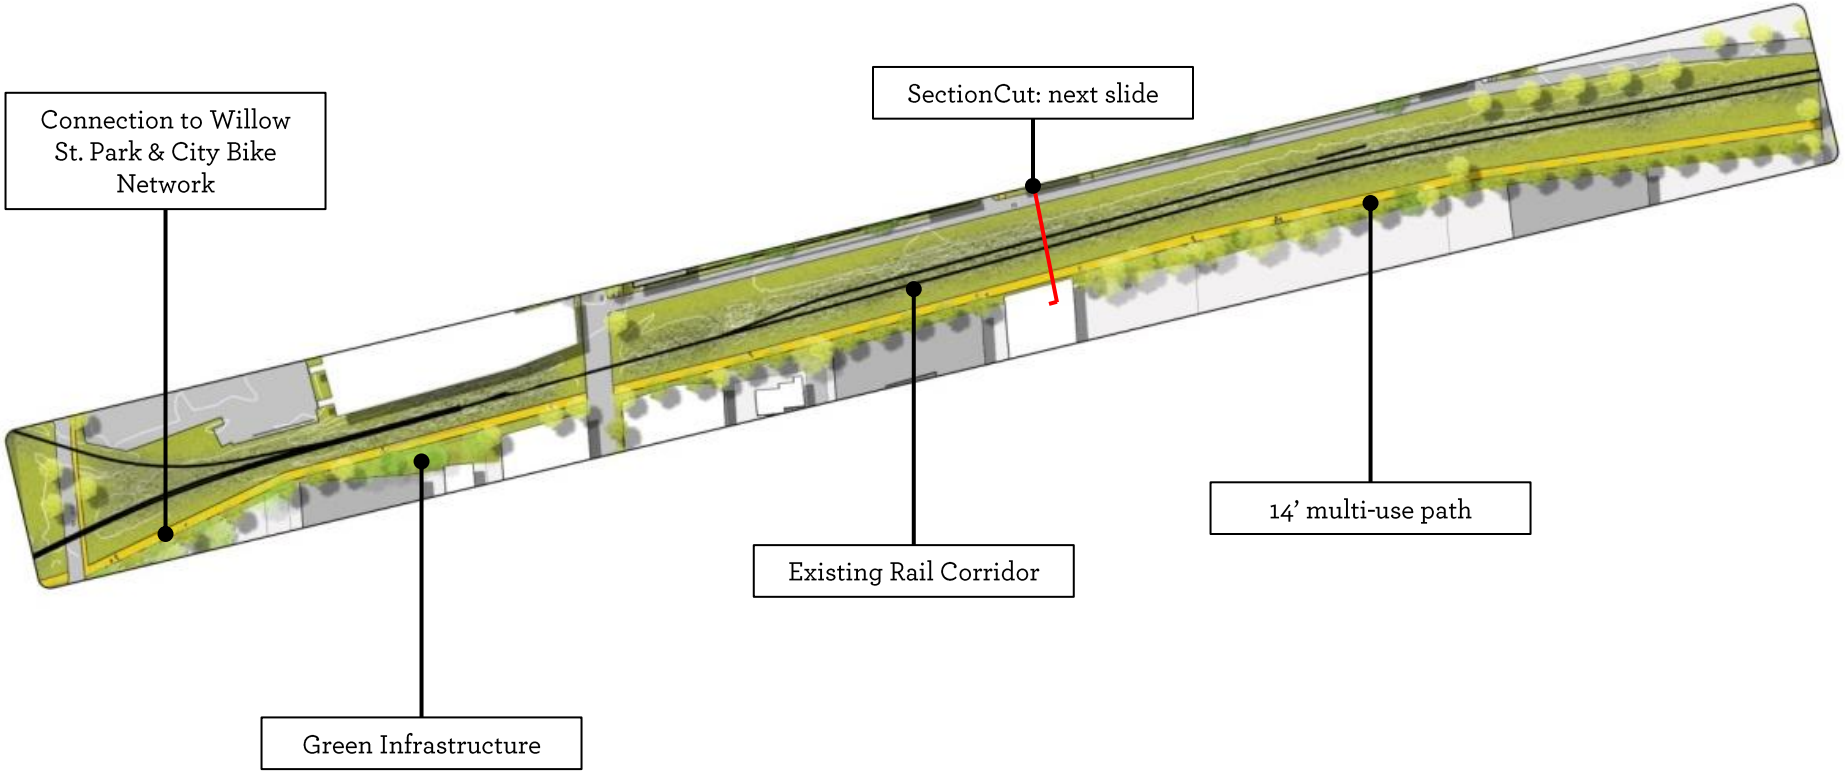 SectionCut: next slide
Connection to Willow
St. Park & City Bike
Network
14’ multi-use path
Existing Rail Corridor
Green Infrastructure